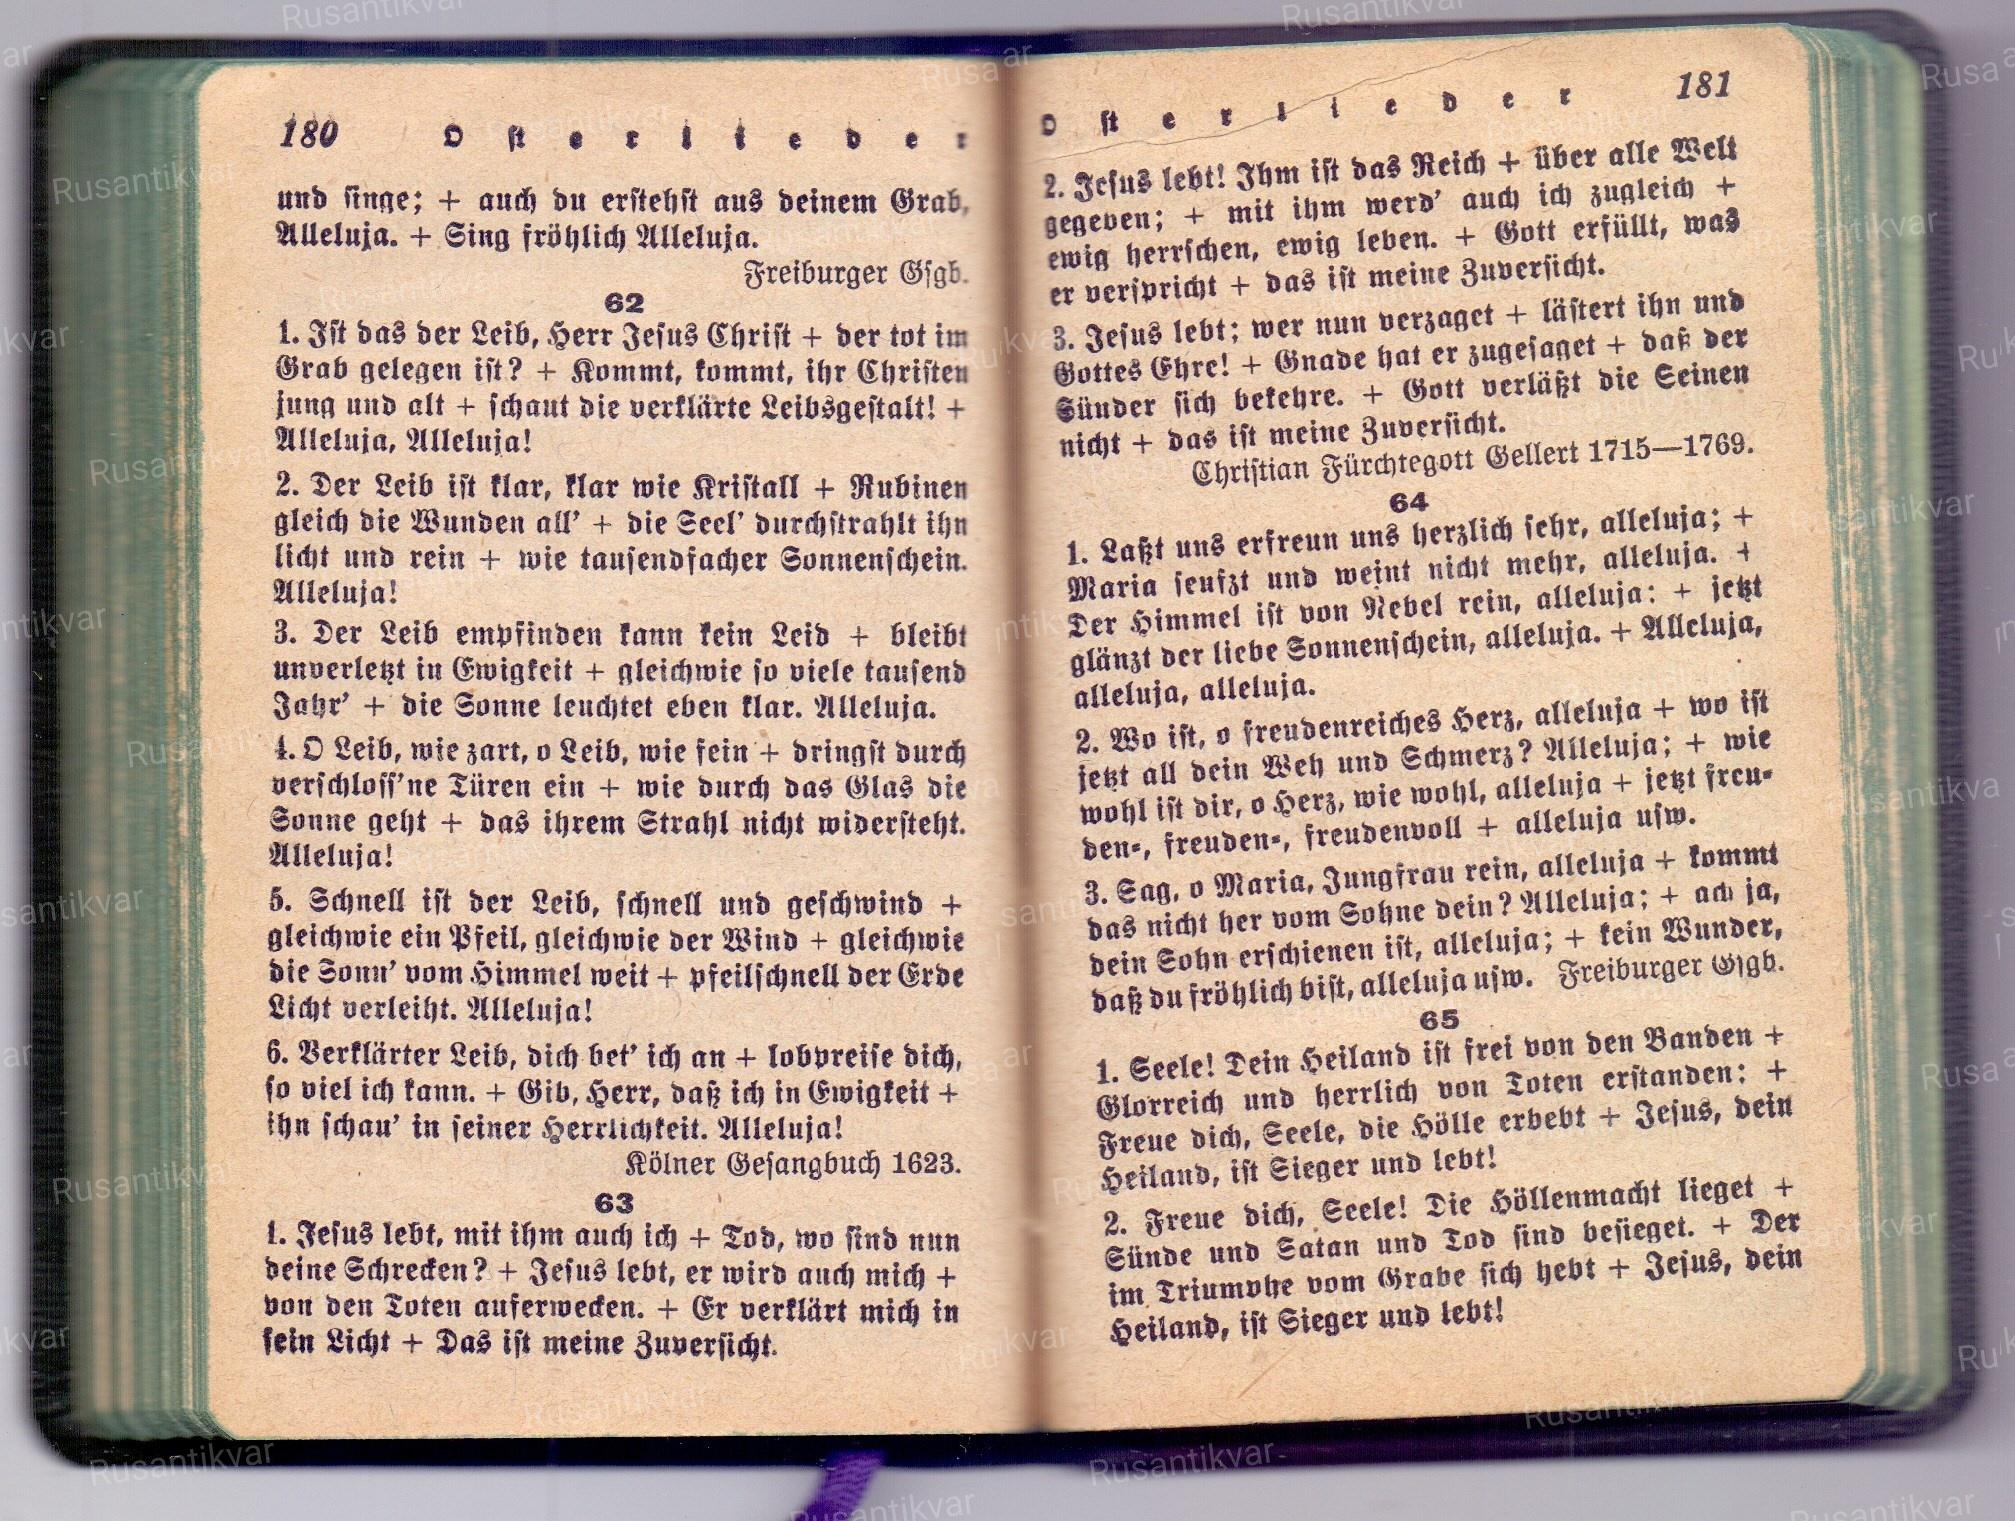 180 Osterlieder
und singe; + auch du erstehst aus deinem Grab,
Alleluja. + Sing fröhlich Alleluja.
Freiburger Gsgb.
62
1. Ist das der Leib, Herr Jesus Christ + der tot im
Grab gelegen ist? + Kommt, kommt, ihr Christen
jung und alt + schaut die verklärte Leibsgestalt! +
Alleluja, Alleluja!
2. Der Leib ist klar, klar wie Kristall + Rubinen
gleich die Wunden all' + die Seel' durchstrahlt ihn
licht und rein + wie tausendfacher Sonnenschein.
Alleluja!
3. Der Leib empfinden kann kein Leid + bleibt
unverletzt in Ewigkeit + gleichwie so viele tausend
Jahr' + die Sonne leuchtet eben klar. Alleluja.
4. O Leib, wie zart, o Leib, wie fein + dringst durch
verschloss'ne Türen ein + wie durch das Glas die
Sonne geht + das ihrem Strahl nicht widersteht.
Alleluja!
5. Schnell ist der Leib, schnell und geschwind +
gleichwie ein Pfeil, gleichwie der Wind + gleichwie
die Sonn' vom Himmel weit + pfeilschnell der Erde
Licht verleiht. Alleluja!
6. Verklärter Leib, dich bet' ich an + lobpreise dich,
so viel ich kann. + Gib, Herr, daß ich in Ewigkeit +
ihn schau' in seiner Herrlichkeit. Alleluja!
Kölner Gesangbuch 1623.
63
1. Jesus lebt, mit ihm auch ich + Tod, wo sind nun
deine Schrecken? + Jesus lebt, er wird auch mich +
von den Toten auferwecken. + Er verklärt mich in
sein Licht + Das ist meine Zuversicht.
Osterlieder 181
2. Jesus lebt! Ihm ist das Reich + über alle Welt
gegeben; + mit ihm werd' auch ich zugleich +
ewig herrschen, ewig leben. + Gott erfüllt, was
er verspricht + das ist meine Zuversicht.
3. Jesus lebt; wer nun verzaget + lästert ihn und
Gottes Ehre! + Gnade hat er zugesaget + daß der
Sünder sich bekehre. + Gott verläßt die Seinen
nicht + das ist meine Zuversicht.
Christian Fürchtegott Gellert 1715—1769.
64
1. Laßt uns erfreun uns herzlich sehr, alleluja; +
Maria seufzt und weint nicht mehr, alleluja. +
Der Himmel ist von Nebel rein, alleluja: + jetzt
glänzt der liebe Sonnenschein, alleluja. + Alleluja,
alleluja, alleluja.
2. Wo ist, o freudenreiches Herz, alleluja + wo ist
jetzt all dein Weh und Schmerz? Alleluja; + wie
wohl ist dir, o Herz, wie wohl, alleluja + jetzt freu-
den-, freuden-, freudenvoll + alleluja usw.
3. Sag, o Maria, Jungfrau rein, alleluja + kommt
das nicht her vom Sohne dein? Alleluja; + ach ja,
dein Sohn erschienen ist, alleluja; + kein Wunder,
daß du fröhlich bist, alleluja usw. Freiburger Gsgb.
65
1. Seele! Dein Heiland ist frei von den Banden +
Glorreich und herrlich von Toten erstanden: +
Freue dich, Seele, die Hölle erbebt + Jesus, dein
Heiland, ist Sieger und lebt!
2. Freue dich, Seele! Die Höllenmacht lieget +
Sünde und Satan und Tod sind besieget. + Der
im Triumphe vom Grabe sich hebt + Jesus, dein
Heiland, ist Sieger und lebt!